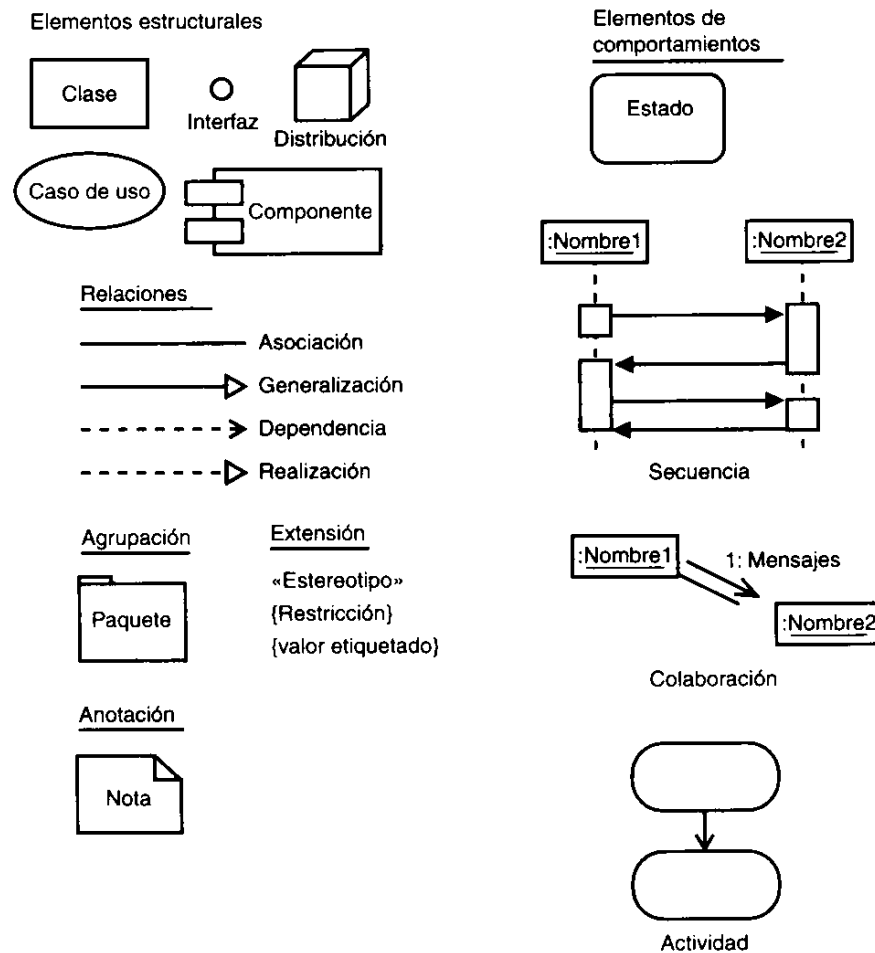 Elementos estructurales
Clase
Interfaz
Distribución
Caso de uso
Componente
Relaciones
Asociación
Generalización
Dependencia
Realización
Agrupación
Paquete
Extensión
«Estereotipo»
{Restricción}
{valor etiquetado}
Anotación
Nota
Elementos de
comportamientos
Estado
:Nombre1
:Nombre2
Secuencia
:Nombre1
1: Mensajes
:Nombre2
Colaboración
Actividad